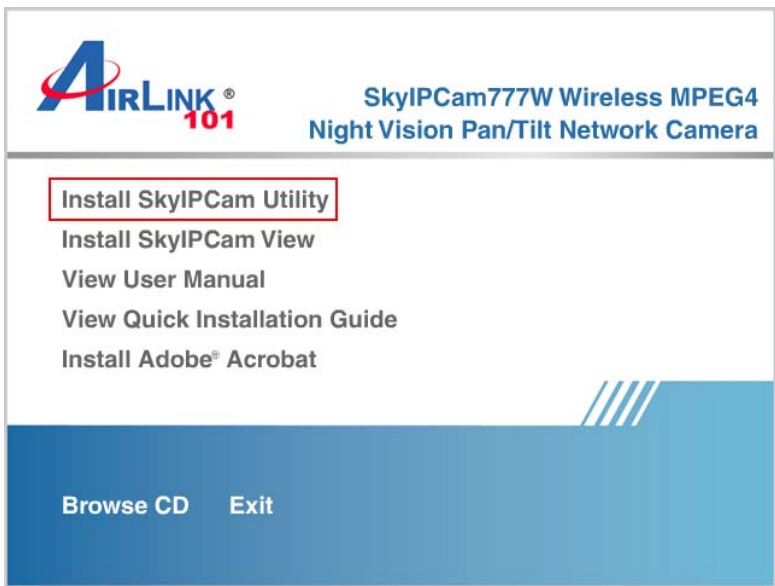 AIRLINK ®
101
SkyIPCam777W Wireless MPEG4
Night Vision Pan/Tilt Network Camera
Install SkyIPCam Utility
Install SkyIPCam View
View User Manual
View Quick Installation Guide
Install Adobe® Acrobat
Browse CD Exit